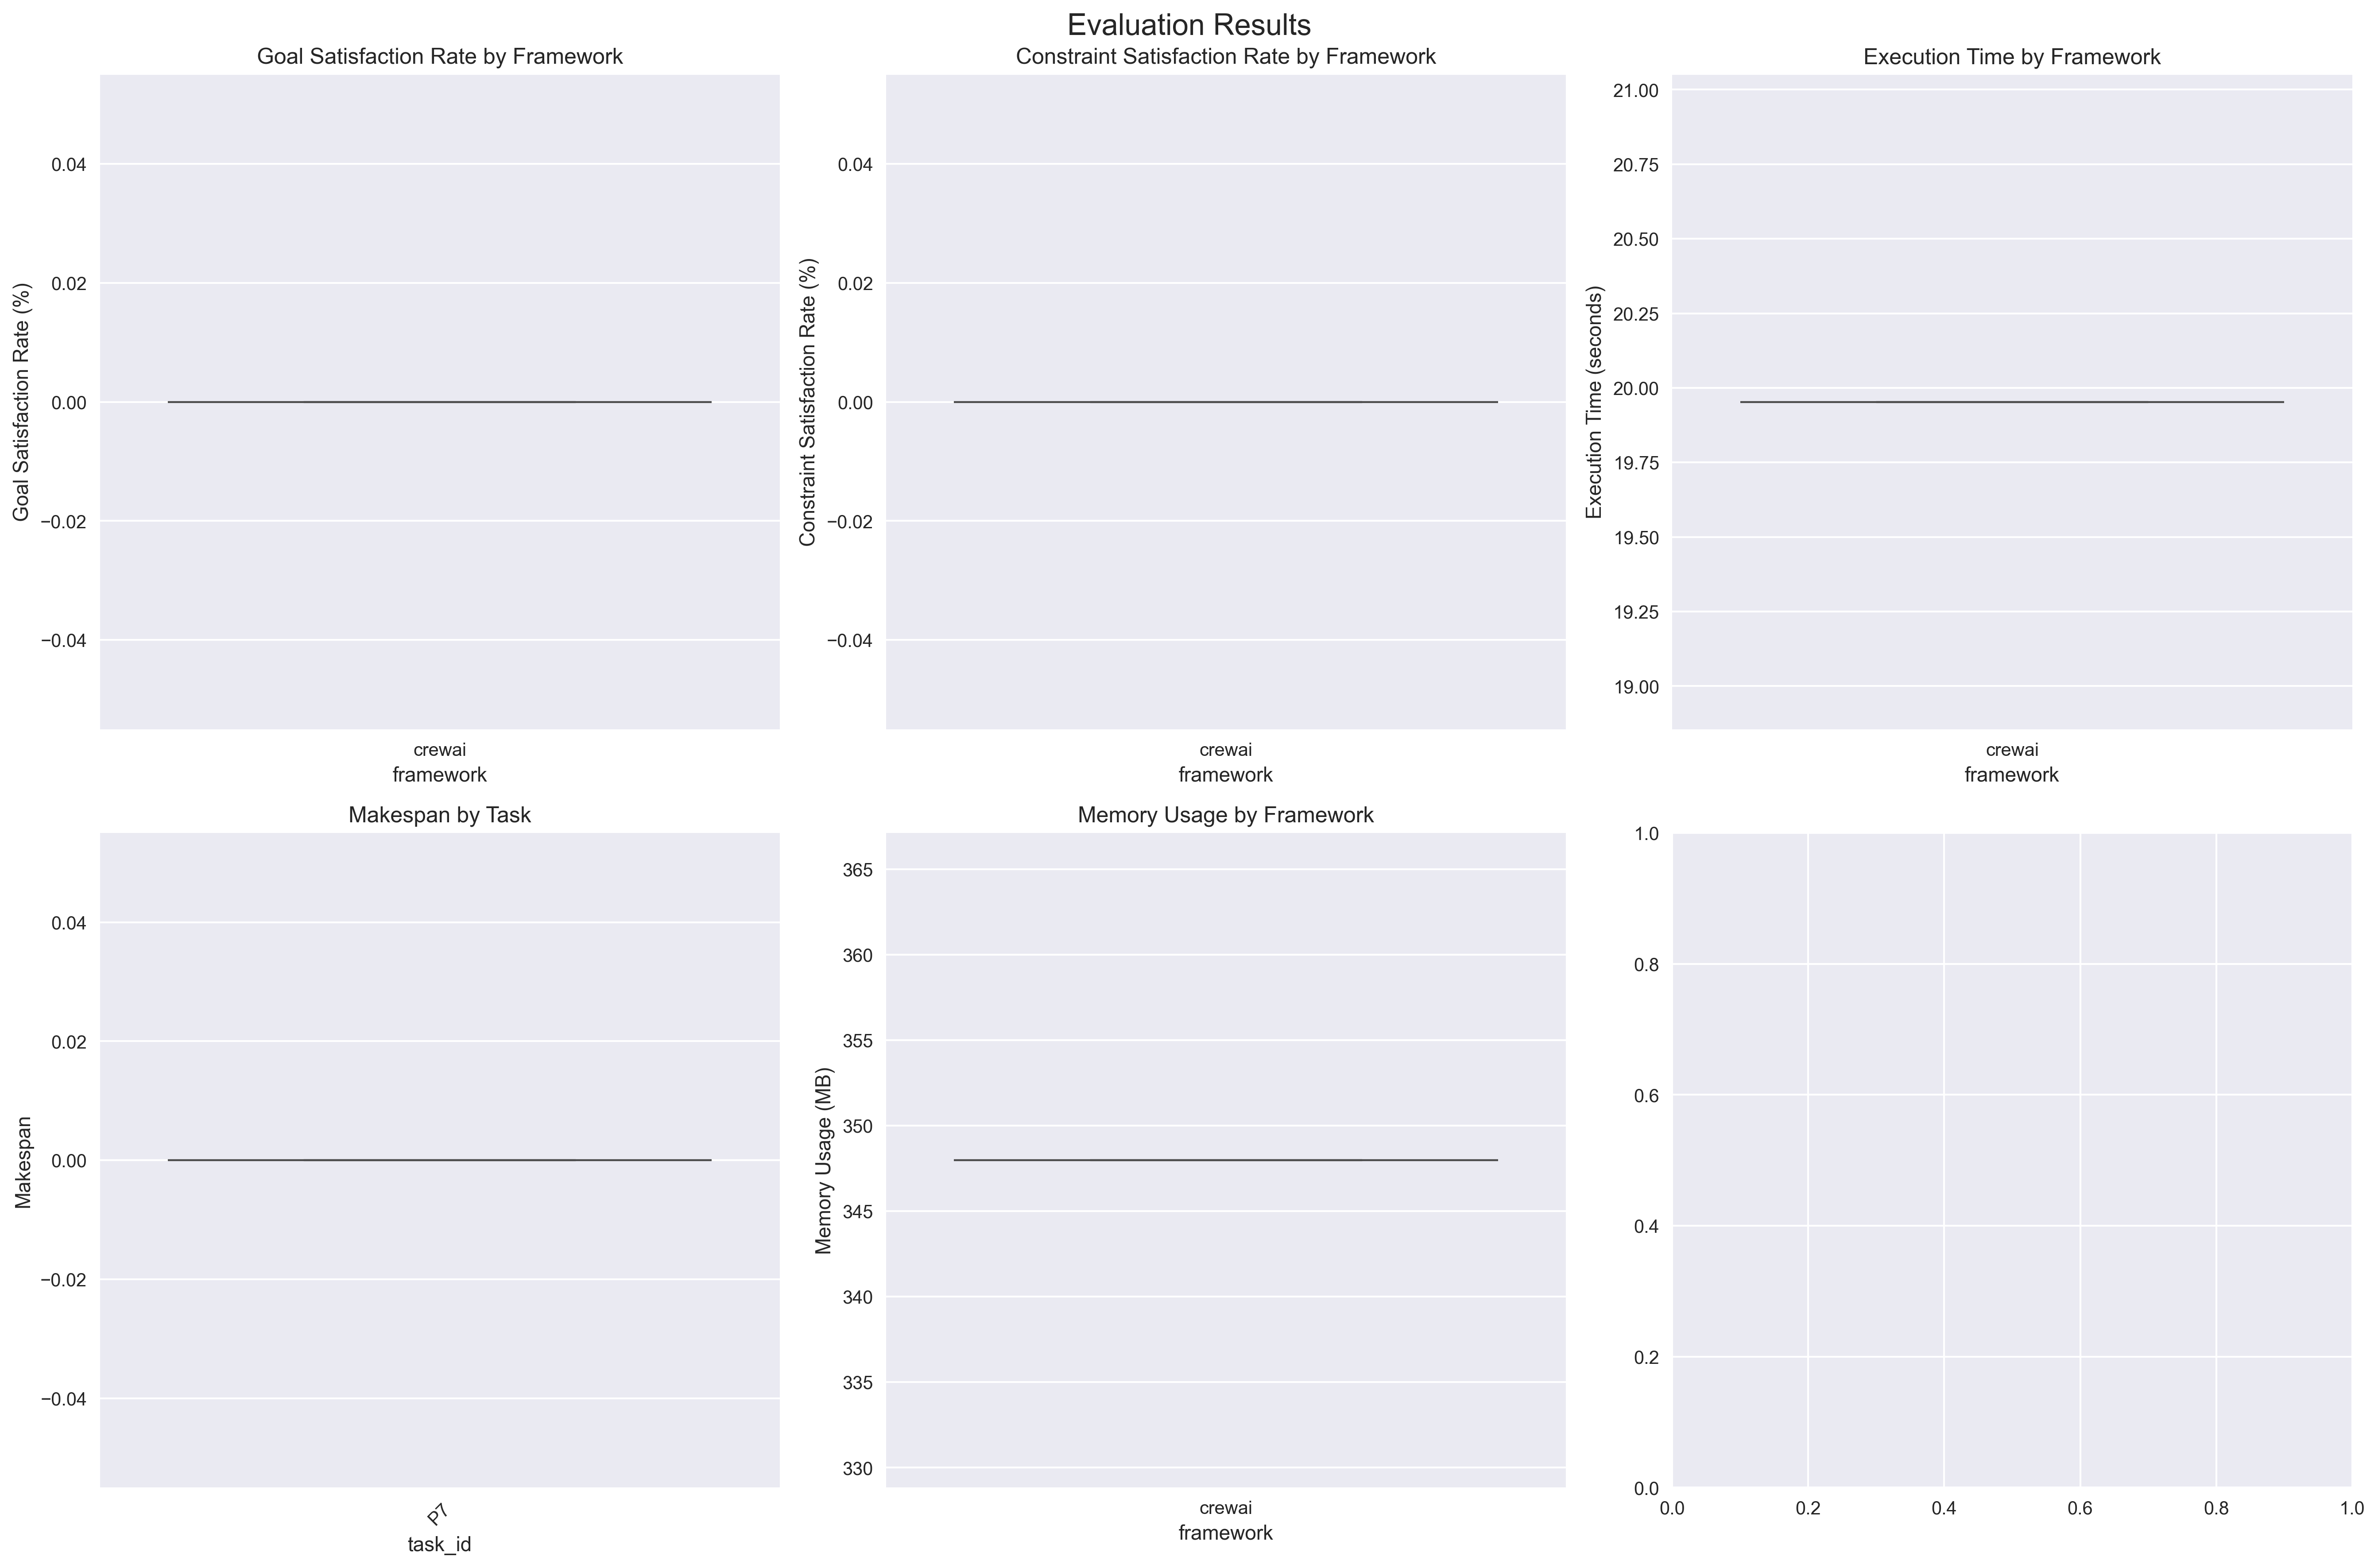 Evaluation Results
Goal Satisfaction Rate by Framework
Goal Satisfaction Rate (%)
0.04
0.02
0.00
−0.02
−0.04
crewai
framework
Constraint Satisfaction Rate by Framework
Constraint Satisfaction Rate (%)
0.04
0.02
0.00
−0.02
−0.04
crewai
framework
Execution Time by Framework
Execution Time (seconds)
21.00
20.75
20.50
20.25
20.00
19.75
19.50
19.25
19.00
crewai
framework
Makespan by Task
Makespan
0.04
0.02
0.00
−0.02
−0.04
P7
task_id
Memory Usage by Framework
Memory Usage (MB)
365
360
355
350
345
340
335
330
crewai
framework
1.0
0.8
0.6
0.4
0.2
0.0
0.0 0.2 0.4 0.6 0.8 1.0